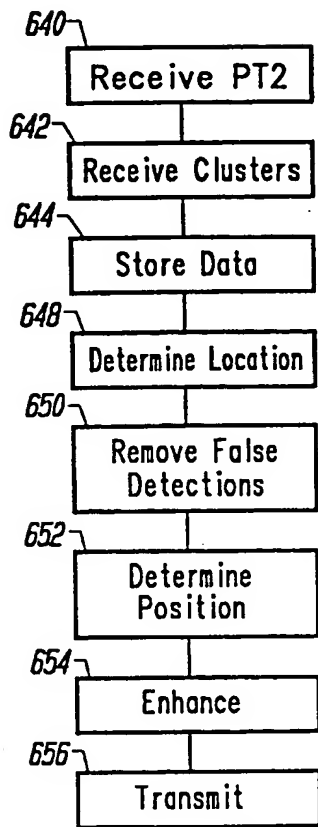 640
Receive PT2
642
Receive Clusters
644
Store Data
648
Determine Location
650
Remove False
Detections
652
Determine
Position
654
Enhance
656
Transmit